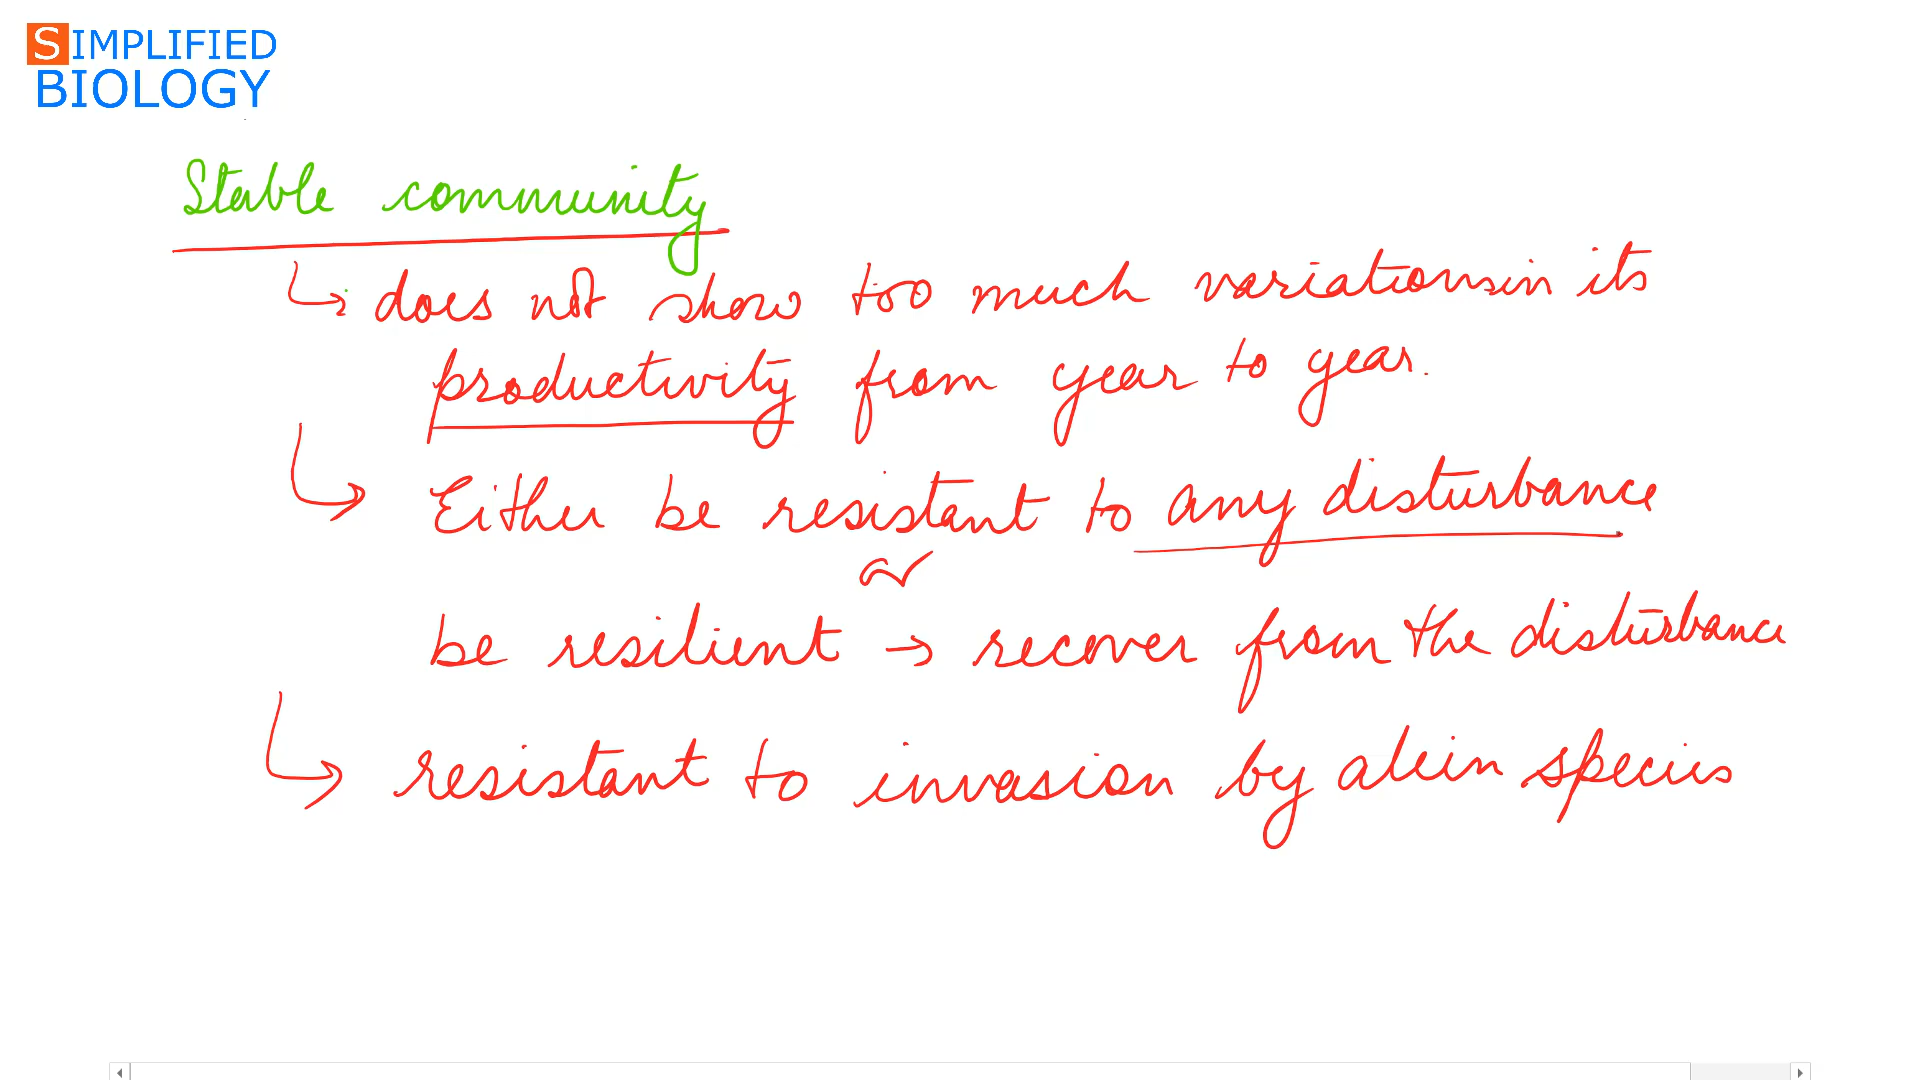 SIMPLIFIED
BIOLOGY
Stable community
does not show too much variations in its
productivity from year to year.
Either be resistant to any disturbance
or
be resilient → recover from the disturbance
resistant to invasion by alein species